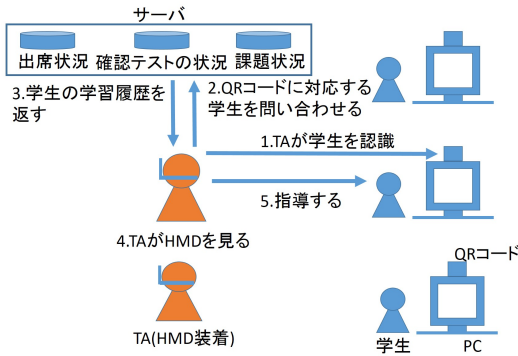 サーバ
出席状況 確認テストの状況 課題状況
3.学生の学習履歴を
返す
2.QRコードに対応する
学生を問い合わせる
1.TAが学生を認識
5.指導する
4.TAがHMDを見る
QRコード
TA(HMD装着)
学生
PC